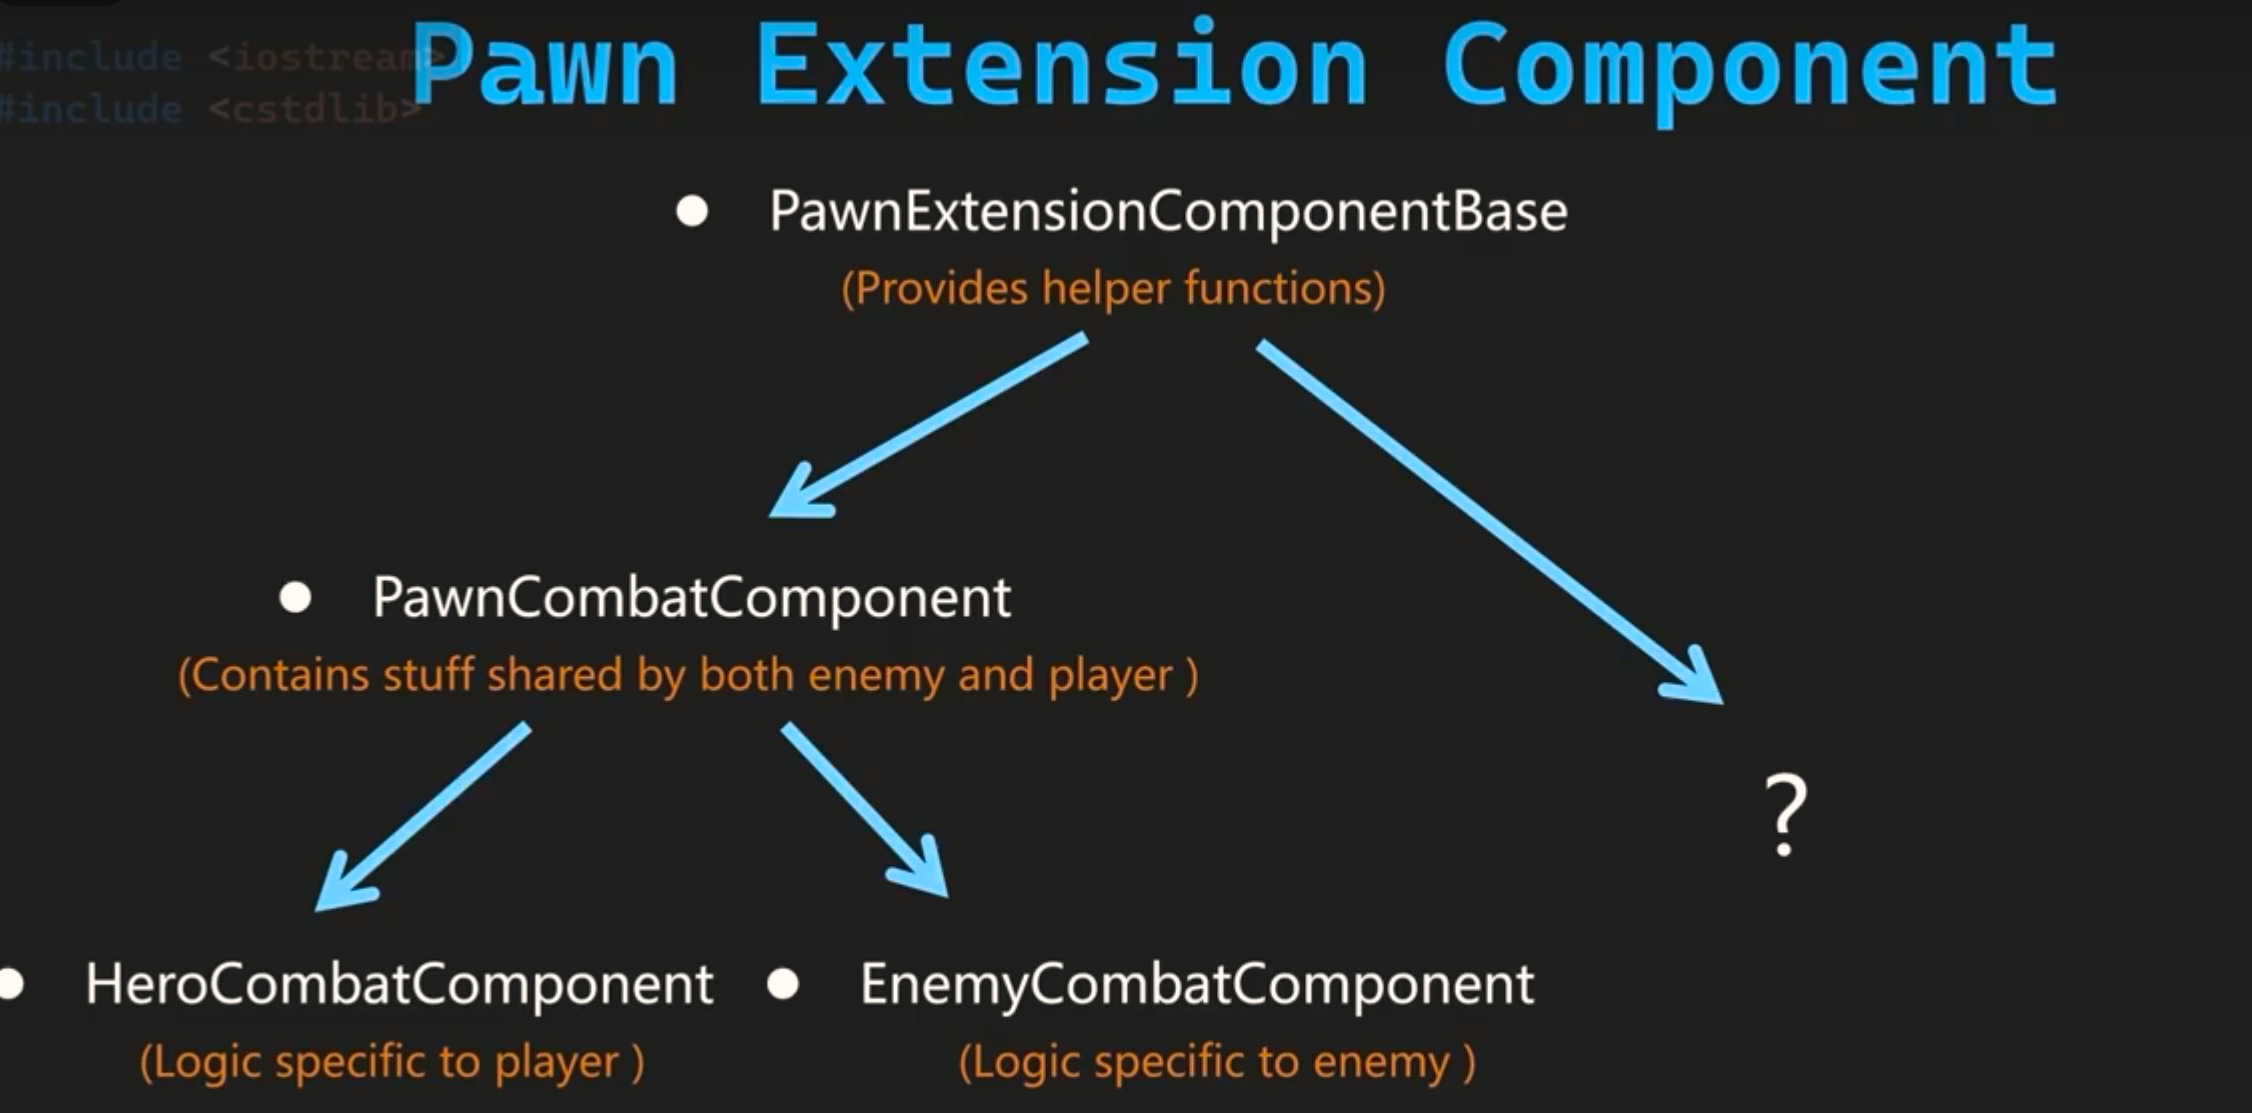 #include <iostream>
#include <cstdlib>
Pawn Extension Component
● PawnExtensionComponentBase
(Provides helper functions)
● PawnCombatComponent
(Contains stuff shared by both enemy and player )
?
● HeroCombatComponent
(Logic specific to player )
● EnemyCombatComponent
(Logic specific to enemy )